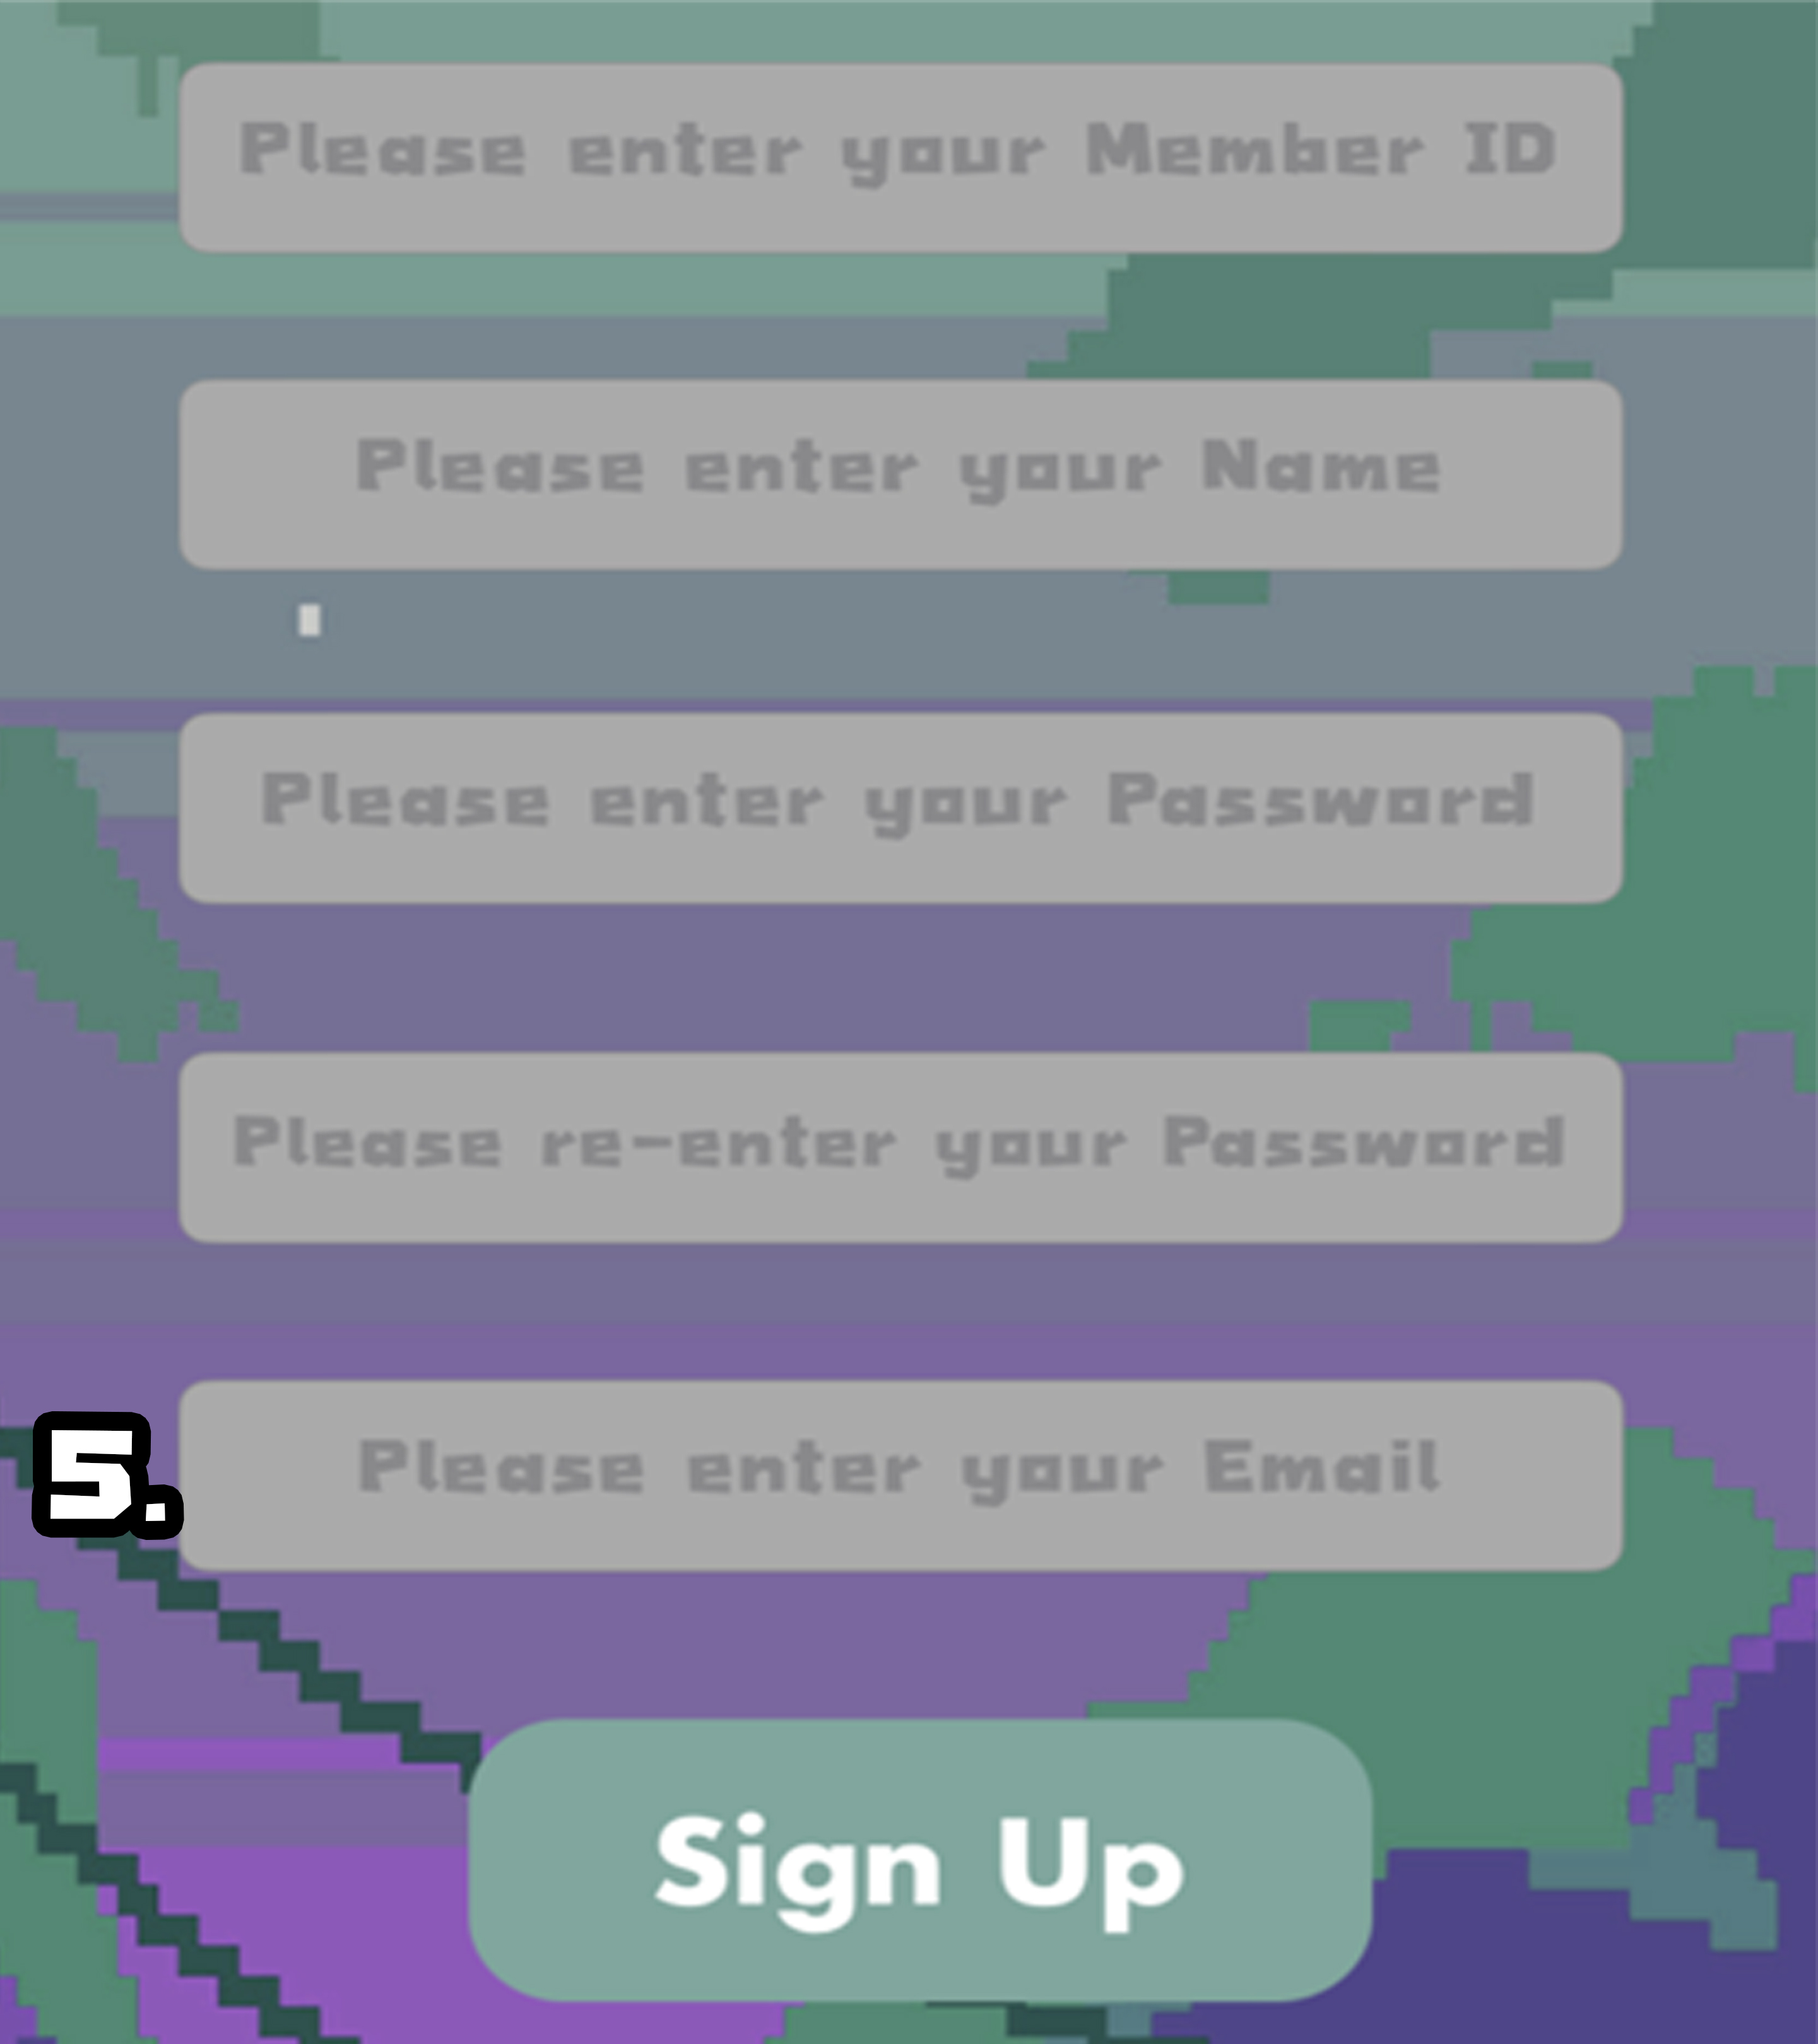 Please enter your Member ID
Please enter your Name
Please enter your Password
Please re-enter your Password
5. Please enter your Email
Sign Up